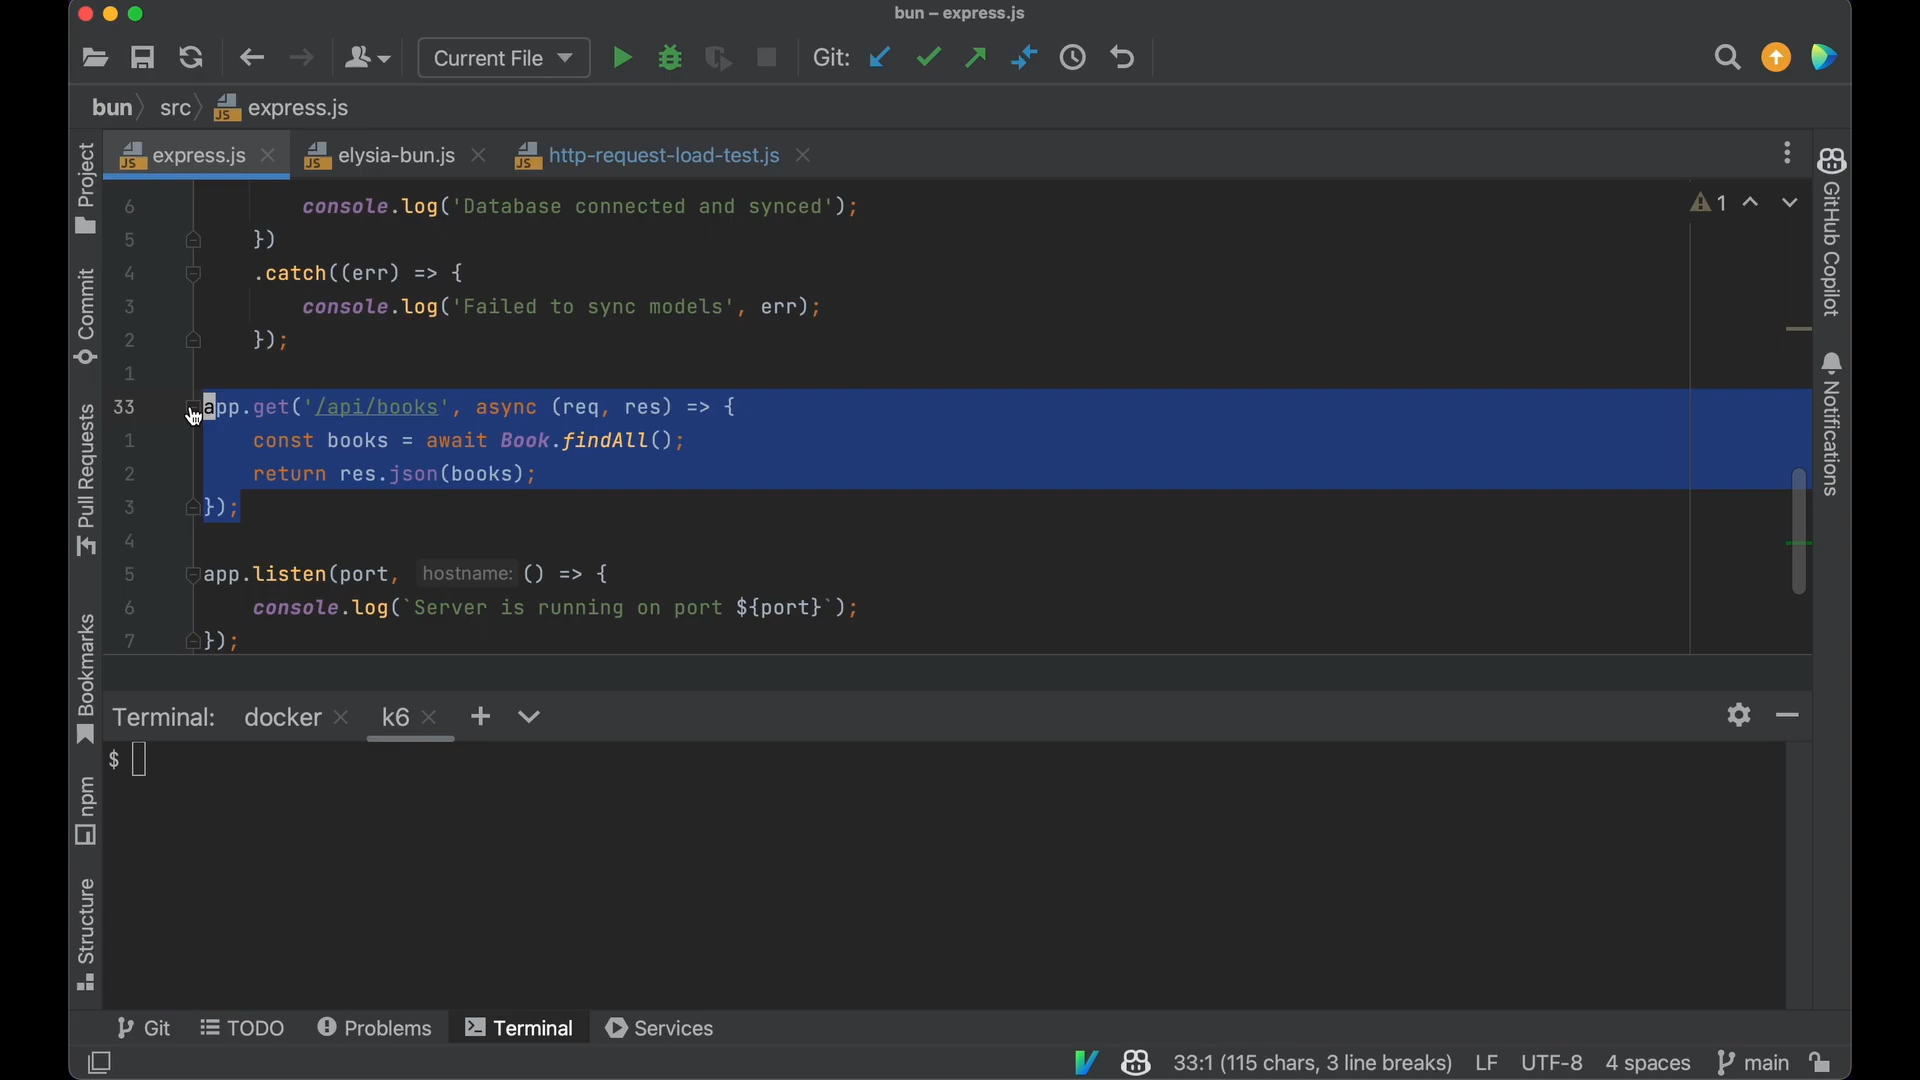 bun – express.js
Current File
Git:
bun
src
JS express.js
JS express.js
JS elysia-bun.js
JS http-request-load-test.js
Project
Commit
Pull Requests
Bookmarks
npm
Structure
6 console.log('Database connected and synced');
5 })
4 .catch((err) => {
3 console.log('Failed to sync models', err);
2 });
1
33 app.get('/api/books', async (req, res) => {
1 const books = await Book.findAll();
2 return res.json(books);
3 });
4
5 app.listen(port, hostname: () => {
6 console.log(`Server is running on port ${port}`);
7 });
1
GitHub Copilot
Notifications
Terminal: docker k6
$
Git TODO Problems Terminal Services
33:1 (115 chars, 3 line breaks) LF UTF-8 4 spaces main